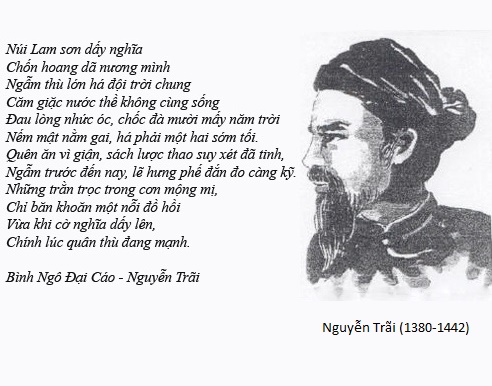 Núi Lam sơn dấy nghĩa
Chốn hoang dã nương mình
Ngẫm thù lớn há đội trời chung
Căm giặc nước thề không cùng sống
Đau lòng nhức óc, chốc đà mười mấy năm trời
Nếm mật nằm gai, há phải một hai sớm tối.
Quên ăn vì giận, sách lược thao suy xét đã tinh,
Ngẫm trước đến nay, lẽ hưng phế đắn đo càng kỹ.
Những trằn trọc trong cơn mộng mị,
Chỉ băn khoăn một nỗi đồ hồi
Vừa khi cờ nghĩa dấy lên,
Chính lúc quân thù đang mạnh.
Bình Ngô Đại Cáo - Nguyễn Trãi
Nguyễn Trãi (1380-1442)